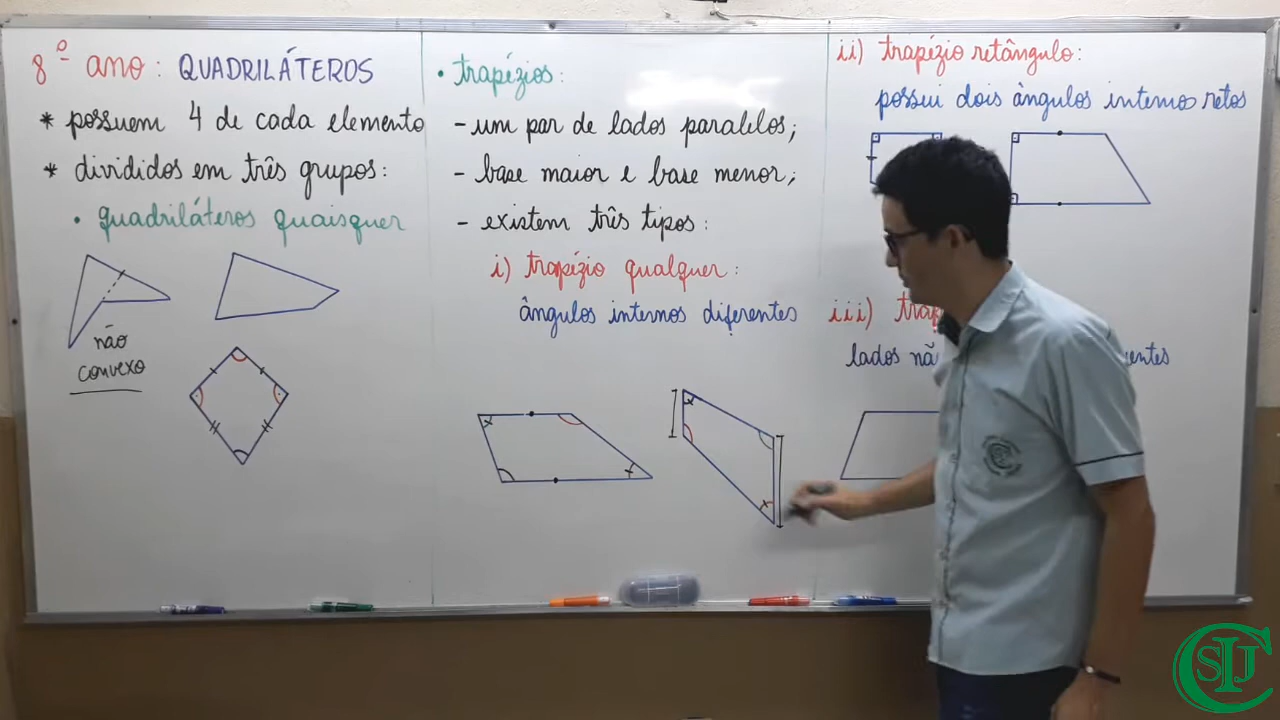 8º ano: QUADRILÁTEROS
* possuem 4 de cada elemento
* divididos em três grupos:
• quadriláteros quaisquer
não
convexo
• trapézios:
- um par de lados paralelos;
- base maior e base menor;
- existem três tipos:
i) trapézio qualquer:
ângulos internos diferentes
x
x
x
x
ii) trapézio retângulo:
possui dois ângulos internos retos
iii)
lados
CSIJ